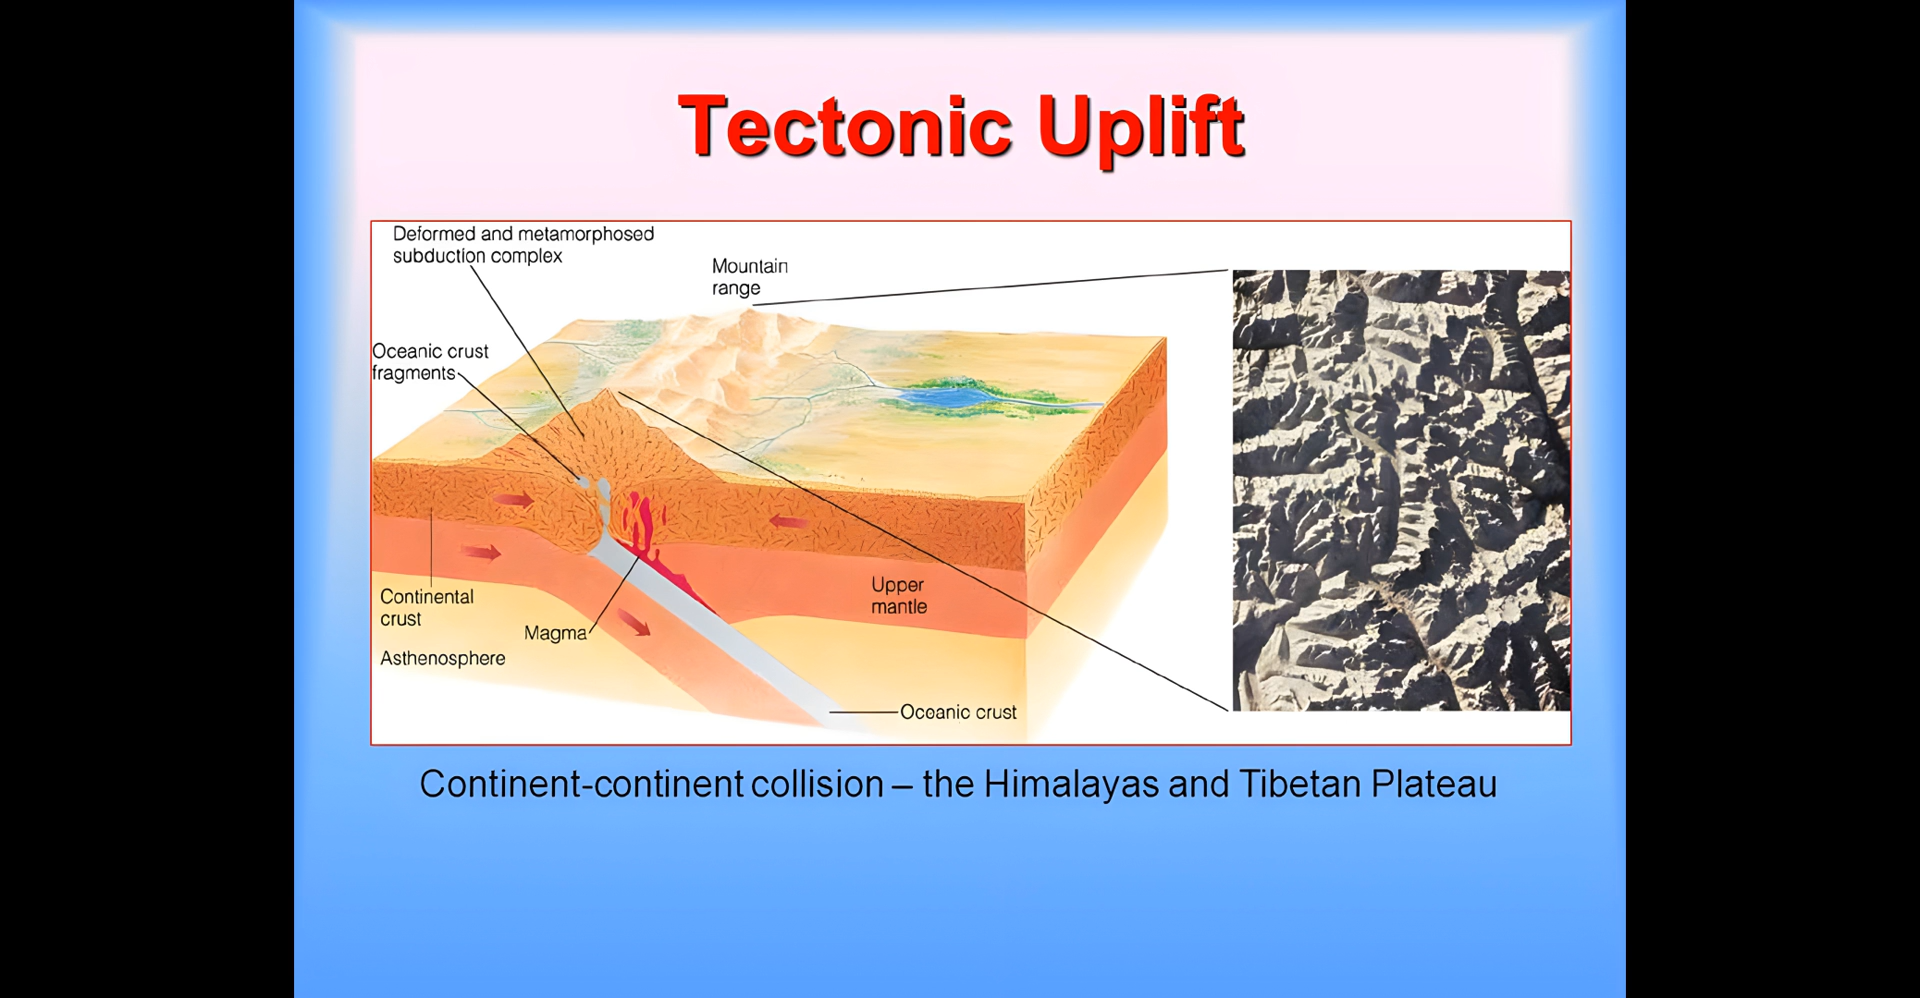 Tectonic Uplift
Deformed and metamorphosed
subduction complex
Mountain
range
Oceanic crust
fragments
Continental
crust
Upper
mantle
Magma
Asthenosphere
Oceanic crust
Continent-continent collision – the Himalayas and Tibetan Plateau